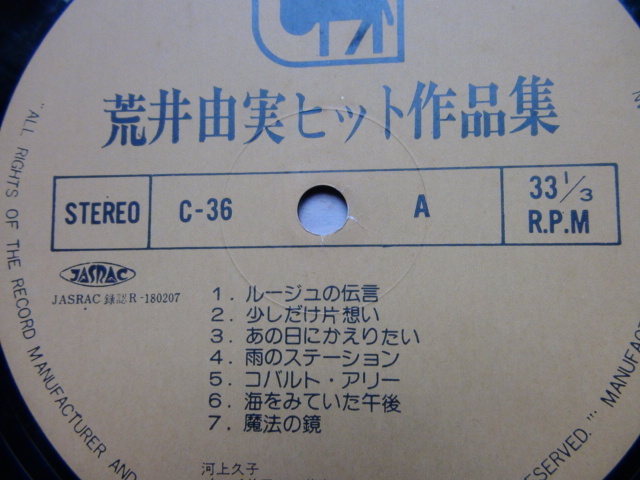 荒井由実ヒット作品集
STEREO
C-36
A
33 1/3
R.P.M
JASRAC
JASRAC 録認R-180207
1. ルージュの伝言
2. 少しだけ片想い
3. あの日にかえりたい
4. 雨のステーション
5. コバルト・アリー
6. 海をみていた午後
7. 魔法の鏡
河上久子
"ALL RIGHTS OF THE RECORD MANUFACTURER AND
RESERVED." MANUF